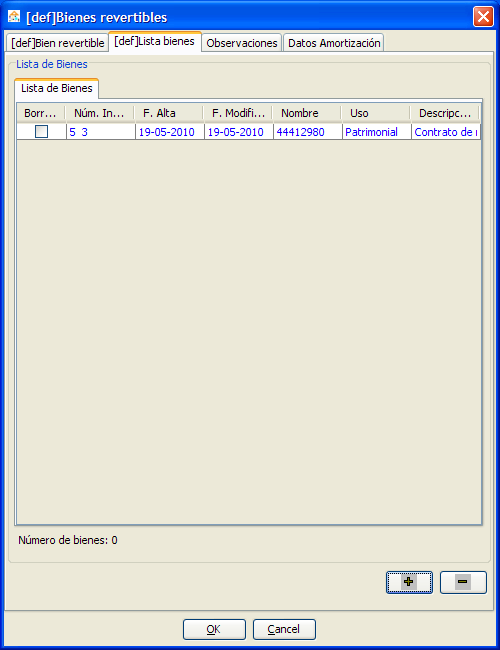 [def]Bienes revertibles
[def]Bien revertible [def]Lista bienes Observaciones Datos Amortización
Lista de Bienes
Lista de Bienes
Borr... Núm. In... F. Alta F. Modifi... Nombre Uso Descripc...
5 3 19-05-2010 19-05-2010 44412980 Patrimonial Contrato de
Número de bienes: 0
OK Cancel